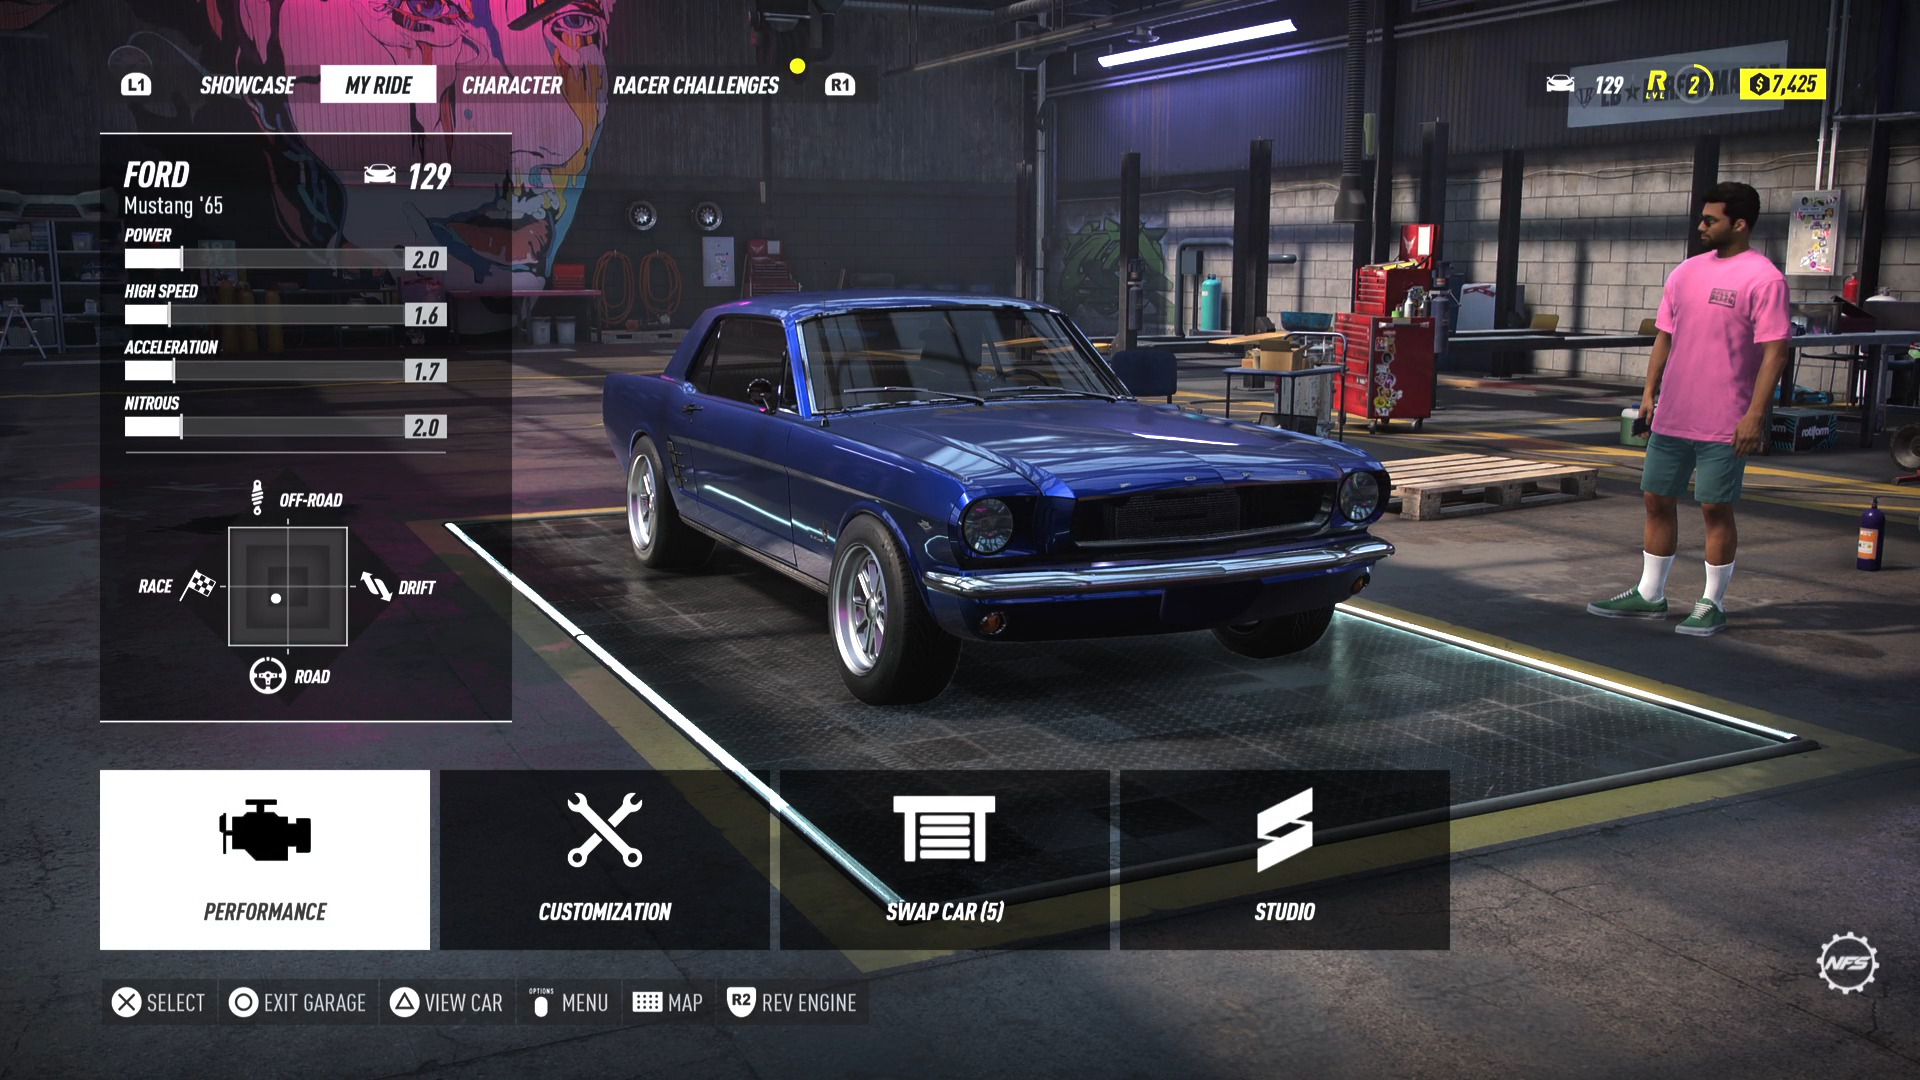 L1
SHOWCASE
MY RIDE
CHARACTER
RACER CHALLENGES
R1
129
R LVL 2
$7,425
FORD
129
Mustang '65
POWER
2.0
HIGH SPEED
1.6
ACCELERATION
1.7
NITROUS
2.0
OFF-ROAD
RACE
DRIFT
ROAD
rotiform
PERFORMANCE
CUSTOMIZATION
SWAP CAR (5)
STUDIO
NFS
SELECT
EXIT GARAGE
VIEW CAR
OPTIONS
MENU
MAP
R2
REV ENGINE